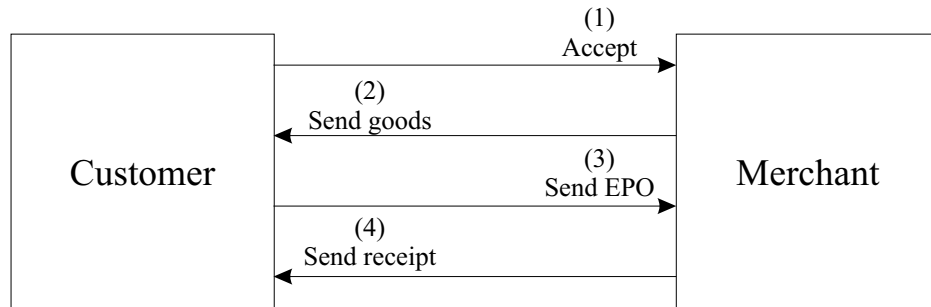 (1)
Accept
(2)
Send goods
Customer
Merchant
(3)
Send EPO
(4)
Send receipt